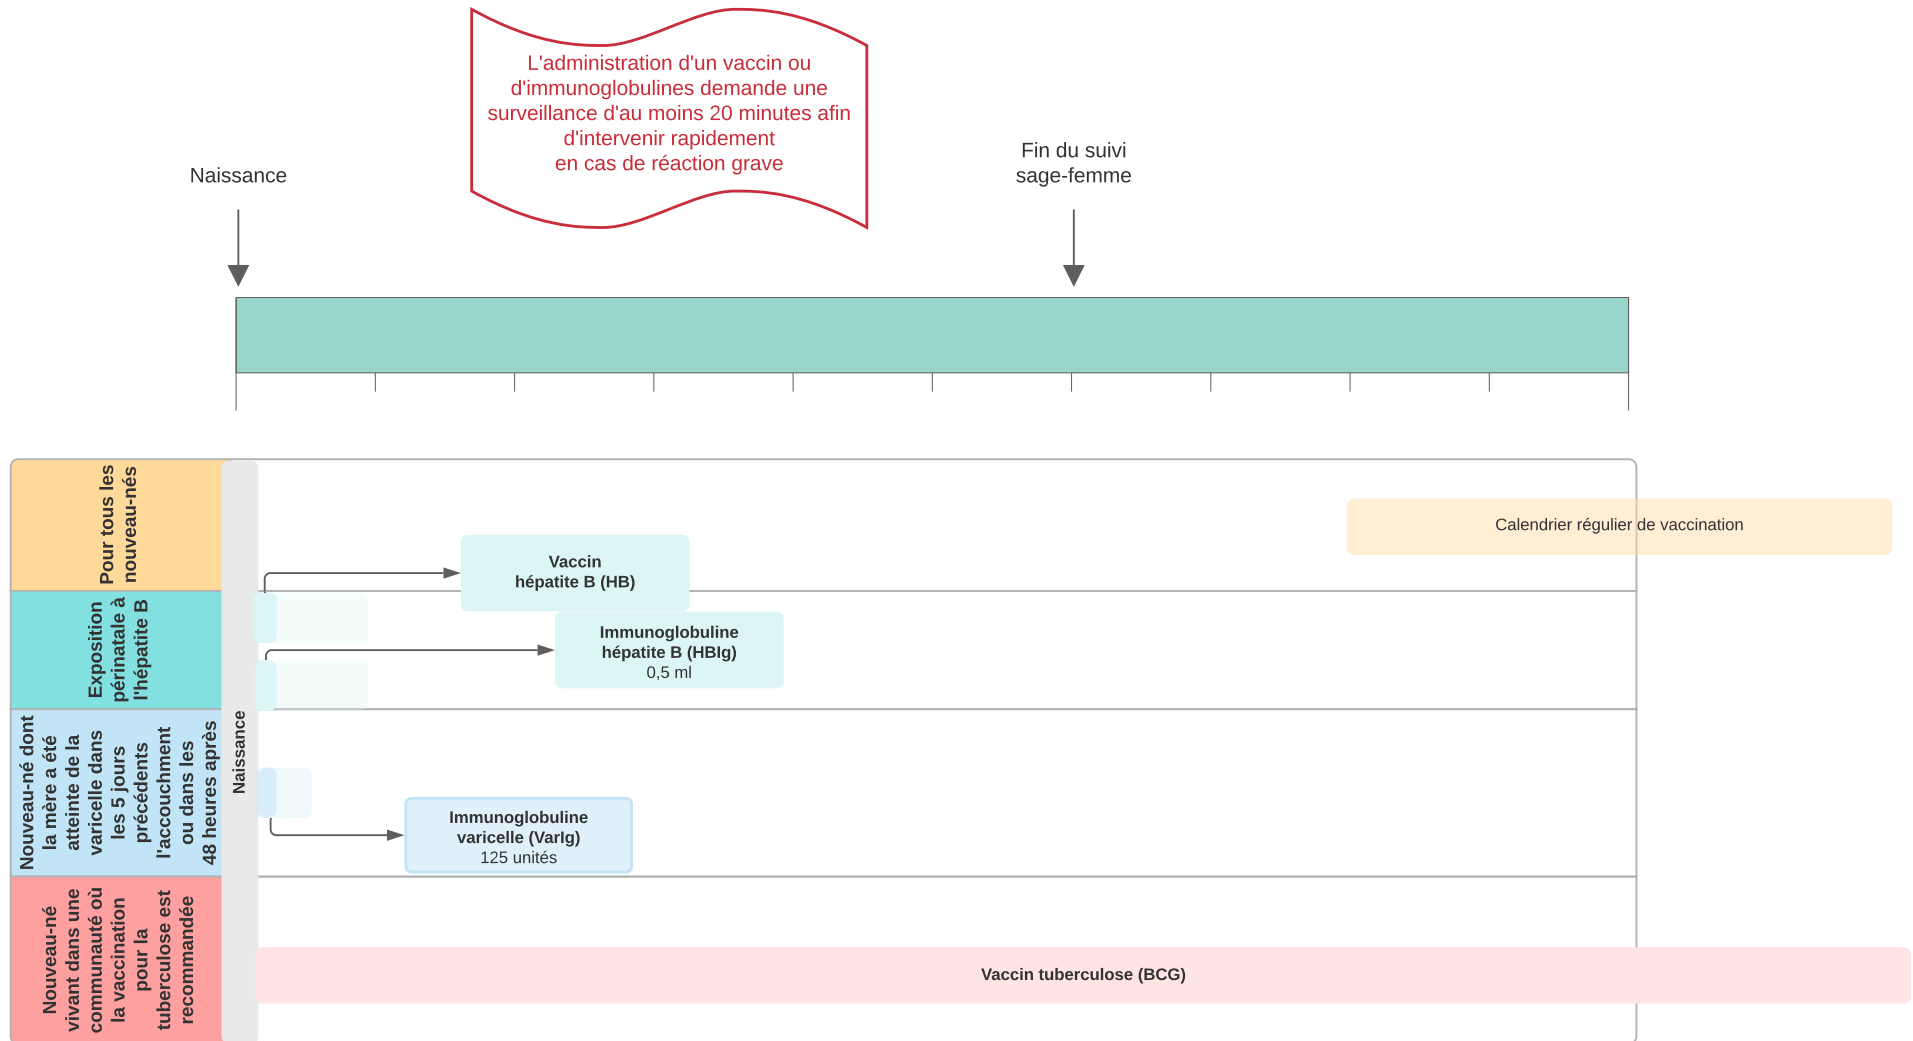 L'administration d'un vaccin ou
d'immunoglobulines demande une
surveillance d'au moins 20 minutes afin
d'intervenir rapidement
en cas de réaction grave
Naissance
Fin du suivi
sage-femme
Pour tous les
nouveau-nés
Calendrier régulier de vaccination
Vaccin
hépatite B (HB)
Exposition
périnatale à
l'hépatite B
Immunoglobuline
hépatite B (HBIg)
0,5 ml
Naissance
Nouveau-né dont
la mère a été
atteinte de la
varicelle dans
les 5 jours
précédents
l'accouchment
ou dans les
48 heures après
Immunoglobuline
varicelle (VarIg)
125 unités
Nouveau-né
vivant dans une
communauté où
la vaccination
pour la
tuberculose est
recommandée
Vaccin tuberculose (BCG)